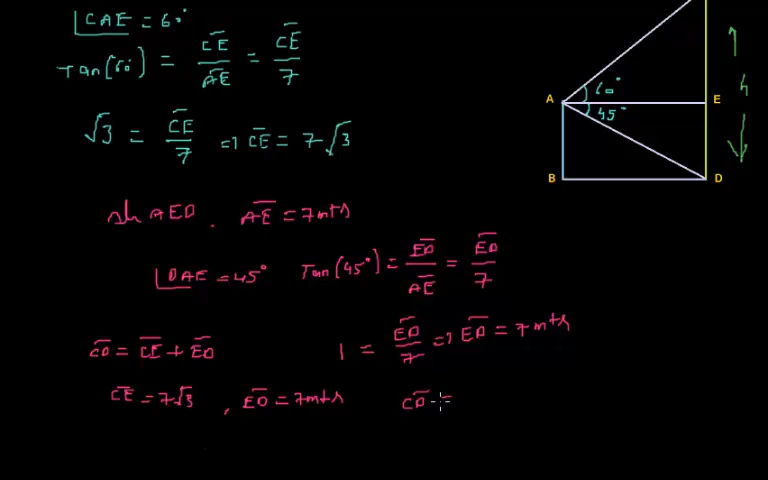 ∟CAE = 60°
Tan(60°) = CE/AE = CE/7
√3 = CE/7 => CE = 7√3
AED, AE = 7mts
∟DAE = 45° Tan(45°) = ED/AE = ED/7
1 = ED/7 => ED = 7mts
CD = CE + ED
CE = 7√3, ED = 7mts CD =
60°
A E
45°
h
B D